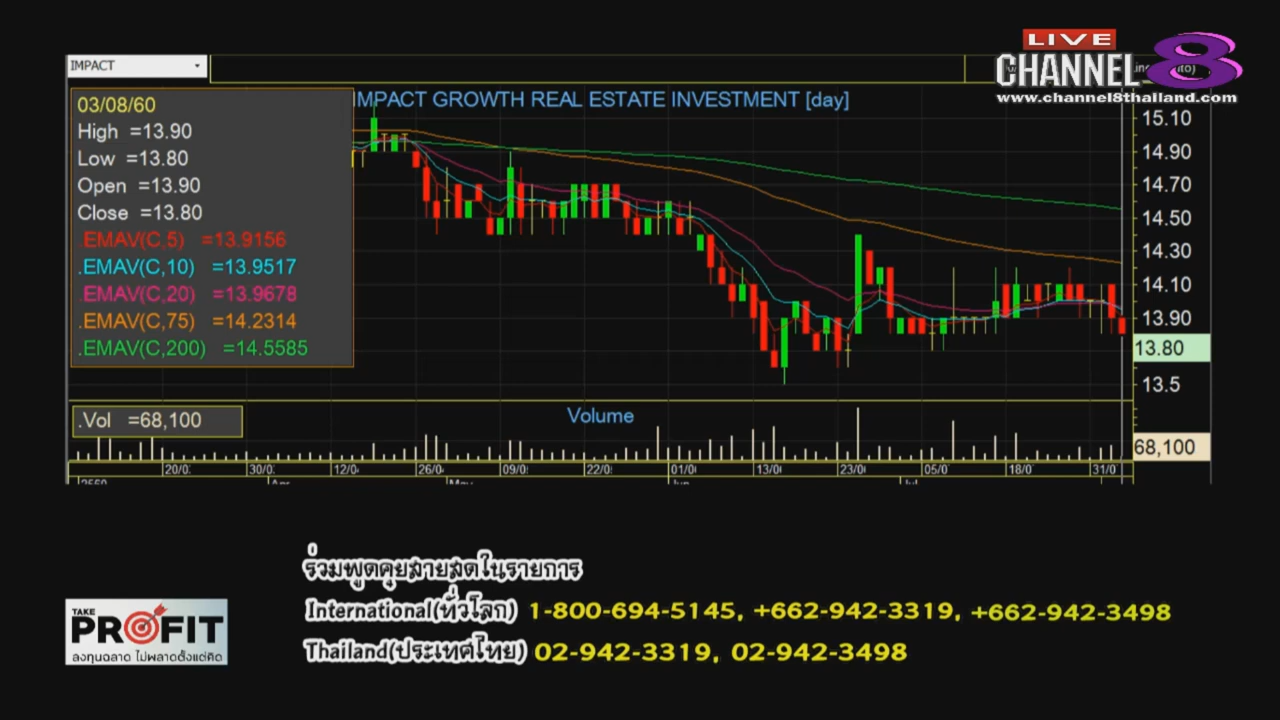 LIVE
CHANNEL 8
www.channel8thailand.com
IMPACT
03/08/60
High =13.90
Low =13.80
Open =13.90
Close =13.80
.EMAV(C,5) =13.9156
.EMAV(C,10) =13.9517
.EMAV(C,20) =13.9678
.EMAV(C,75) =14.2314
.EMAV(C,200) =14.5585
IMPACT GROWTH REAL ESTATE INVESTMENT [day]
15.10
14.90
14.70
14.50
14.30
14.10
13.90
13.80
13.5
.Vol =68,100
Volume
68,100
20/0 30/0 12/0 26/0 09/0 22/0 01/0 13/0 23/0 05/0 18/0 31/0
2560 Apr May Jun Jul
ร่วมพูดคุยสายสดในรายการ
International(ทั่วโลก) 1-800-694-5145, +662-942-3319, +662-942-3498
Thailand(ประเทศไทย) 02-942-3319, 02-942-3498
TAKE
PROFIT
ลงทุนฉลาด ไม่พลาดตั้งแต่คิด